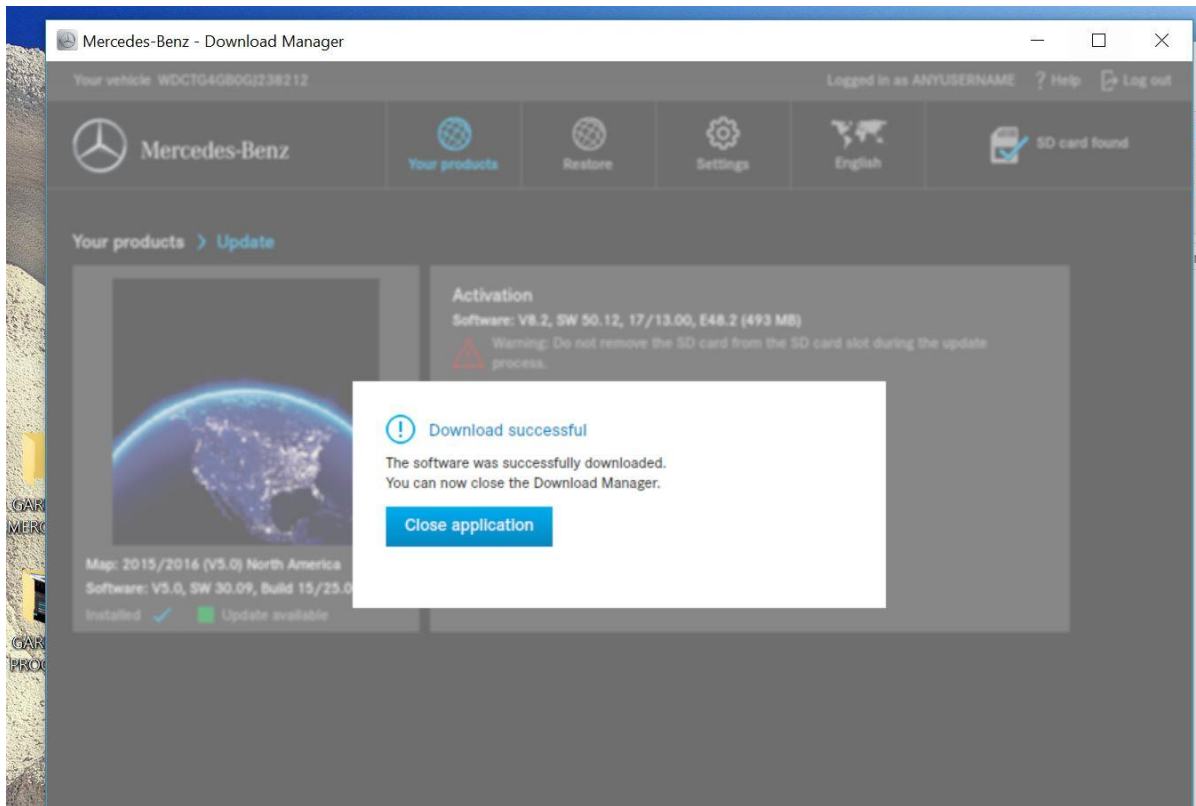 Mercedes-Benz - Download Manager
Your vehicle WDCTG4GB0GJ238212
Logged in as ANYUSERNAME ? Help Log out
Mercedes-Benz
Your products
Restore
Settings
English
SD card found
Your products > Update
Activation
Software: V8.2, SW 50.12, 17/13.00, E48.2 (493 MB)
Warning: Do not remove the SD card from the SD card slot during the update
process.
Download successful
The software was successfully downloaded.
You can now close the Download Manager.
Close application
Map: 2015/2016 (V5.0) North America
Software: V5.0, SW 30.09, Build 15/25.0
Installed Update available
GAR
MERC
GAR
PROG